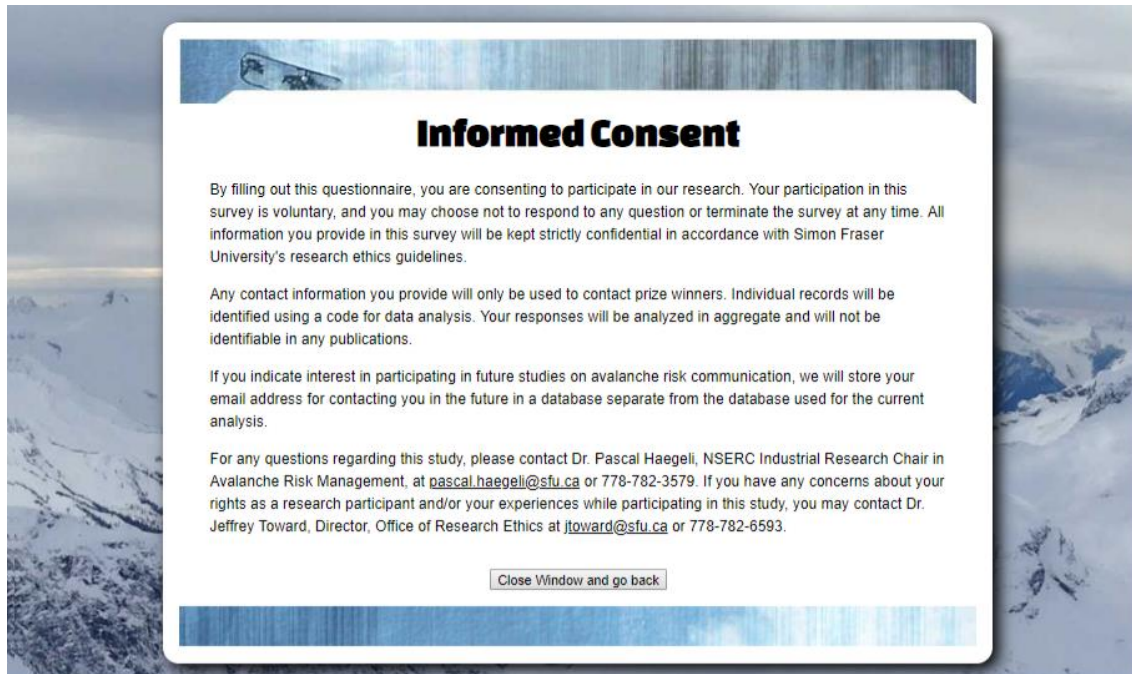 Informed Consent
By filling out this questionnaire, you are consenting to participate in our research. Your participation in this
survey is voluntary, and you may choose not to respond to any question or terminate the survey at any time. All
information you provide in this survey will be kept strictly confidential in accordance with Simon Fraser
University's research ethics guidelines.
Any contact information you provide will only be used to contact prize winners. Individual records will be
identified using a code for data analysis. Your responses will be analyzed in aggregate and will not be
identifiable in any publications.
If you indicate interest in participating in future studies on avalanche risk communication, we will store your
email address for contacting you in the future in a database separate from the database used for the current
analysis.
For any questions regarding this study, please contact Dr. Pascal Haegeli, NSERC Industrial Research Chair in
Avalanche Risk Management, at pascal.haegeli@sfu.ca or 778-782-3579. If you have any concerns about your
rights as a research participant and/or your experiences while participating in this study, you may contact Dr.
Jeffrey Toward, Director, Office of Research Ethics at jtoward@sfu.ca or 778-782-6593.
Close Window and go back